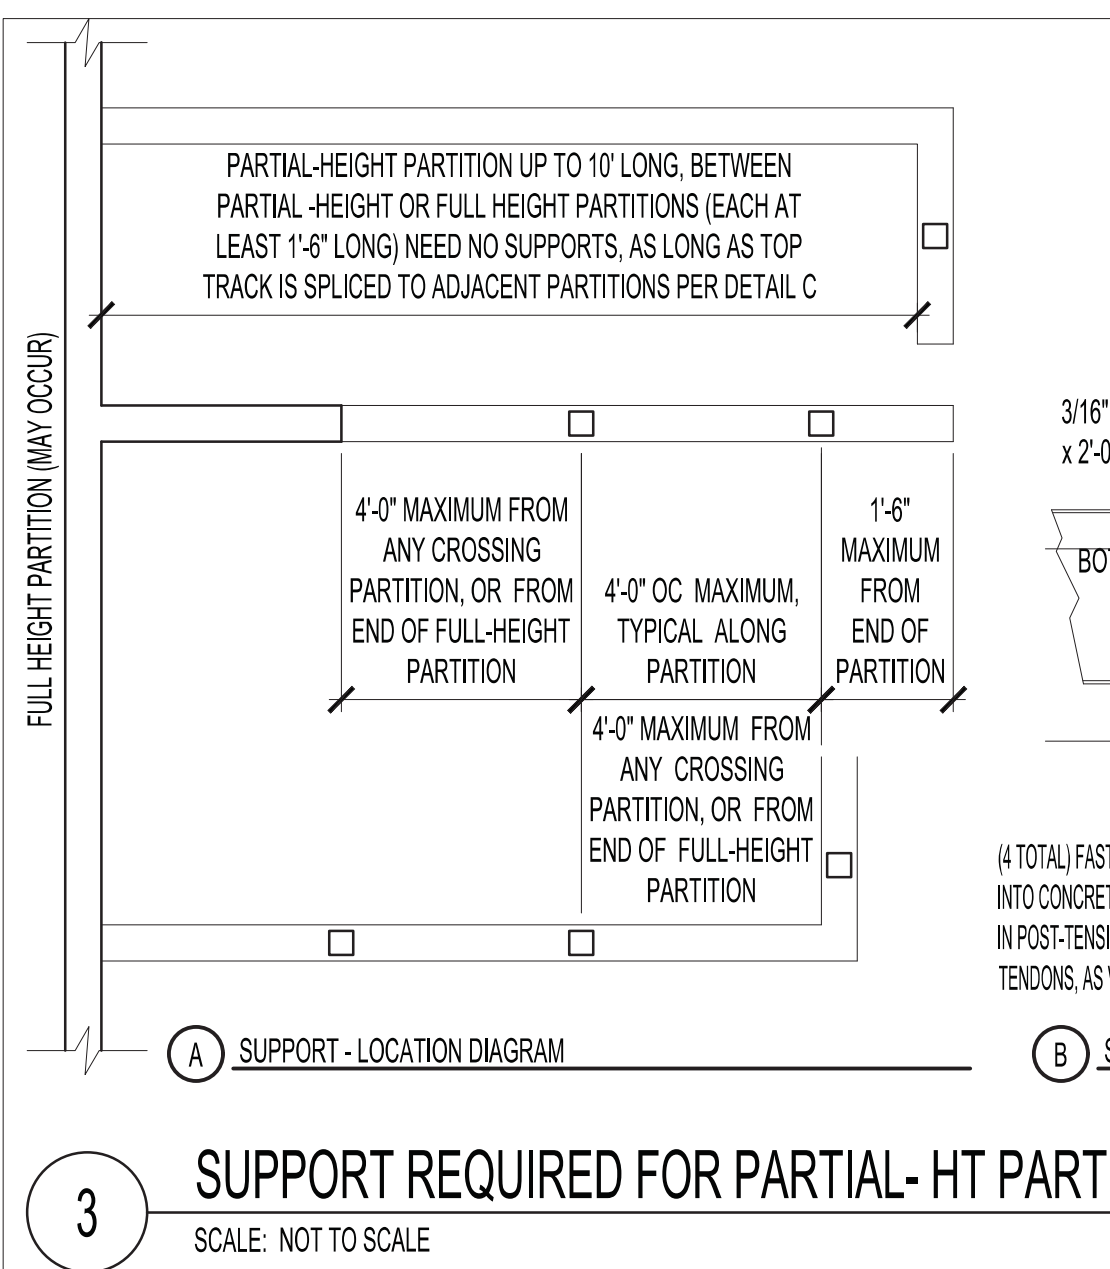 PARTIAL-HEIGHT PARTITION UP TO 10' LONG, BETWEEN
PARTIAL -HEIGHT OR FULL HEIGHT PARTITIONS (EACH AT
LEAST 1'-6" LONG) NEED NO SUPPORTS, AS LONG AS TOP
TRACK IS SPLICED TO ADJACENT PARTITIONS PER DETAIL C
FULL HEIGHT PARTITION (MAY OCCUR)
4'-0" MAXIMUM FROM
ANY CROSSING
PARTITION, OR FROM
END OF FULL-HEIGHT
PARTITION
4'-0" OC MAXIMUM,
TYPICAL ALONG
PARTITION
1'-6"
MAXIMUM
FROM
END OF
PARTITION
4'-0" MAXIMUM FROM
ANY CROSSING
PARTITION, OR FROM
END OF FULL-HEIGHT
PARTITION
3/16"
x 2'-0
BO
(4 TOTAL) FAST
INTO CONCRET
IN POST-TENSI
TENDONS, AS
A SUPPORT - LOCATION DIAGRAM
B S
3 SUPPORT REQUIRED FOR PARTIAL- HT PART
SCALE: NOT TO SCALE